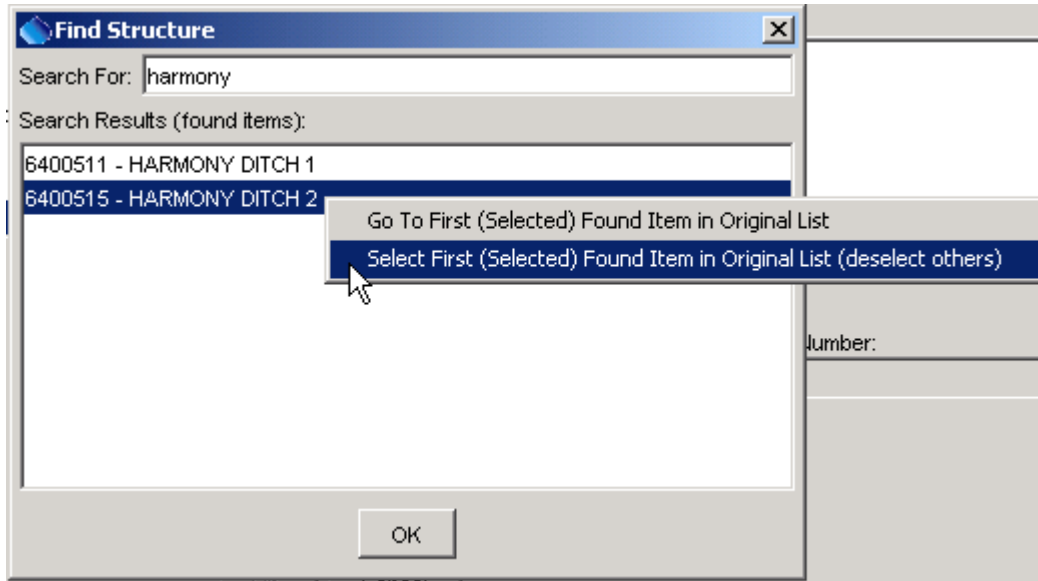 Find Structure
Search For: harmony
Search Results (found items):
6400511 - HARMONY DITCH 1
6400515 - HARMONY DITCH 2
Go To First (Selected) Found Item in Original List
Select First (Selected) Found Item in Original List (deselect others)
Number:
OK